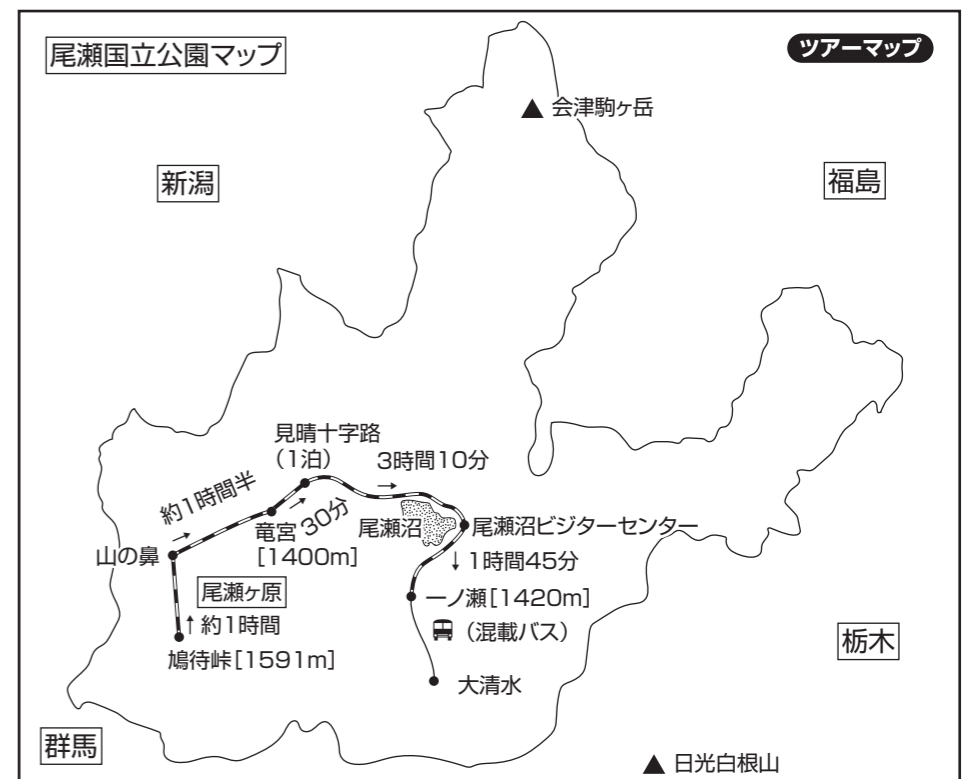 尾瀬国立公園マップ
ツアーマップ
会津駒ヶ岳
新潟
福島
見晴十字路
(1泊)
3時間10分
→
約1時間半
→
30分
→
竜宮
[1400m]
尾瀬沼
尾瀬沼ビジターセンター
山の鼻
↓1時間45分
尾瀬ヶ原
一ノ瀬[1420m]
↑約1時間
(混載バス)
鳩待峠[1591m]
栃木
大清水
群馬
▲日光白根山